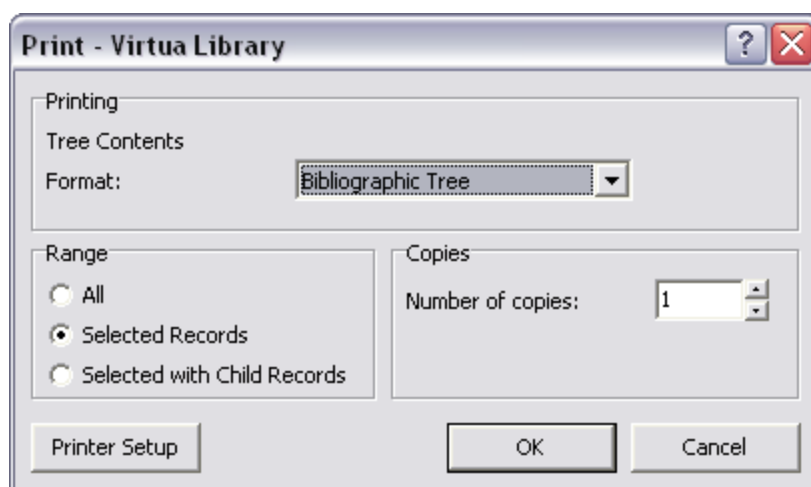 Print - Virtua Library
Printing
Tree Contents
Format: Bibliographic Tree
Range
All
Selected Records
Selected with Child Records
Copies
Number of copies: 1
Printer Setup OK Cancel